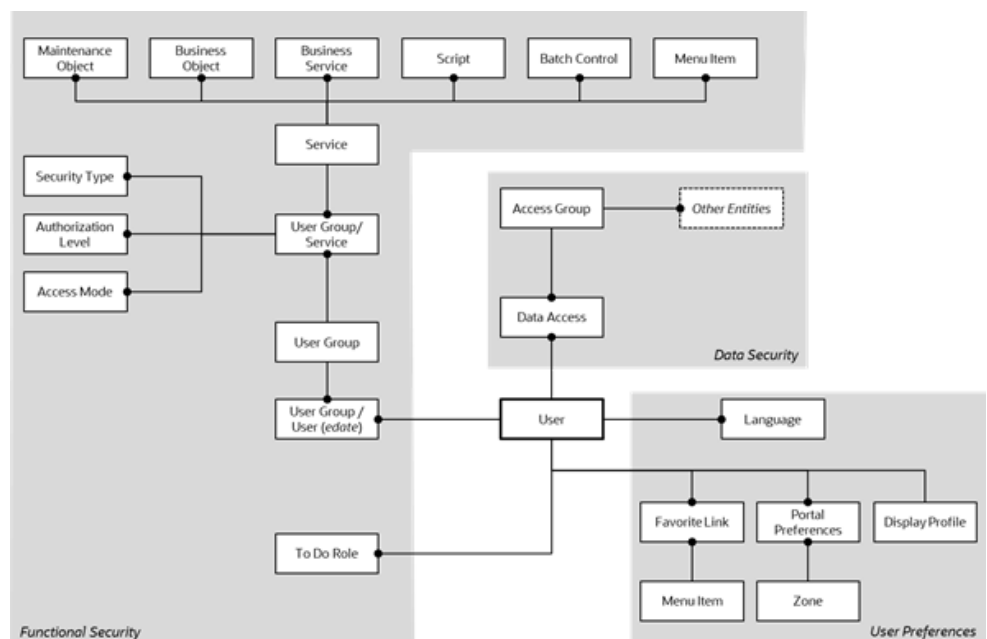 Maintenance
Object
Business
Object
Business
Service
Script
Batch Control
Menu Item
Service
Security Type
Authorization
Level
Access Mode
User Group/
Service
User Group
User Group /
User (edate)
To Do Role
Functional Security
Access Group
Other Entities
Data Access
Data Security
User
Language
Favorite Link
Portal
Preferences
Display Profile
Menu Item
Zone
User Preferences